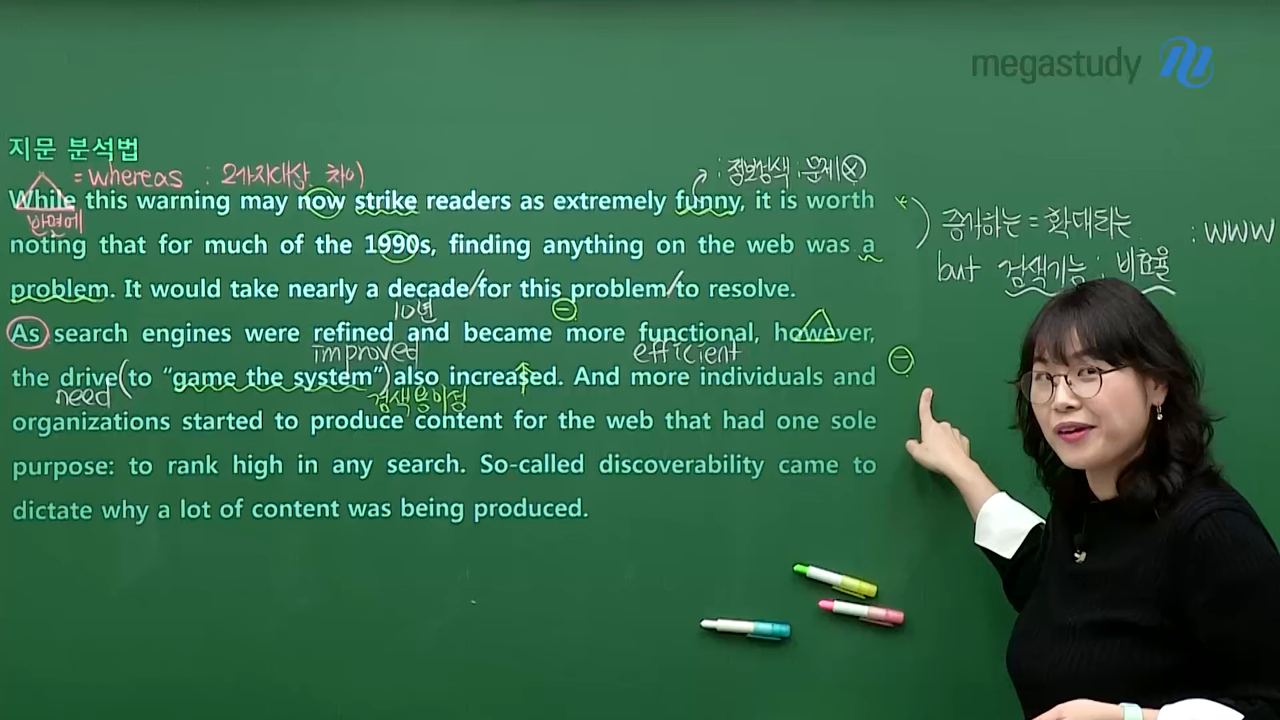 megastudy
지문 분석법
= whereas : 2가지대상 차이)
: 정보검색 문제Ⓧ
While this warning may now strike readers as extremely funny, it is worth
반면에
noting that for much of the 1990s, finding anything on the web was a
problem. It would take nearly a decade/for this problem/to resolve.
10년
As search engines were refined and became more functional, however,
improved efficient
the drive (to “game the system”) also increased. And more individuals and
need 검색용이성
organizations started to produce content for the web that had one sole
purpose: to rank high in any search. So-called discoverability came to
dictate why a lot of content was being produced.
) 증가하는 = 확대되는 : WWW
but 검색기능 : 비효율